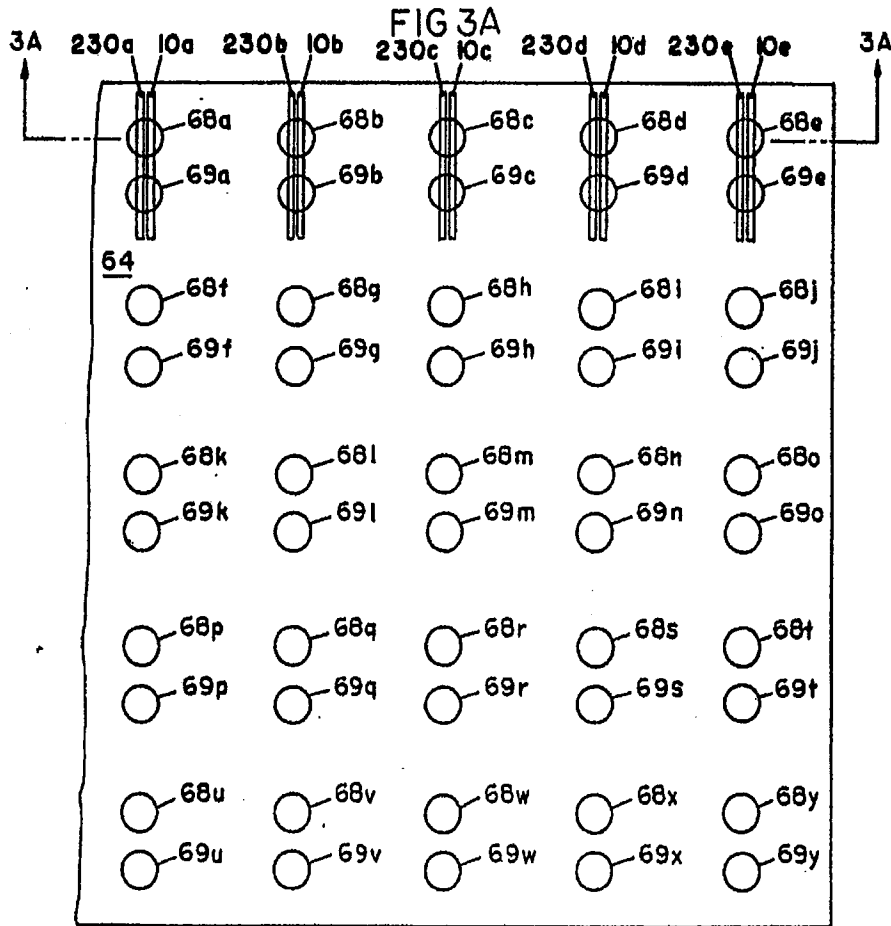 FIG 3A
3A 230a 10a 230b 10b 230c 10c 230d 10d 230e 10e 3A
68a 68b 68c 68d 68e
69a 69b 69c 69d 69e
64
68f 68g 68h 68i 68j
69f 69g 69h 69i 69j
68k 68l 68m 68n 68o
69k 69l 69m 69n 69o
68p 68q 68r 68s 68t
69p 69q 69r 69s 69t
68u 68v 68w 68x 68y
69u 69v 69w 69x 69y